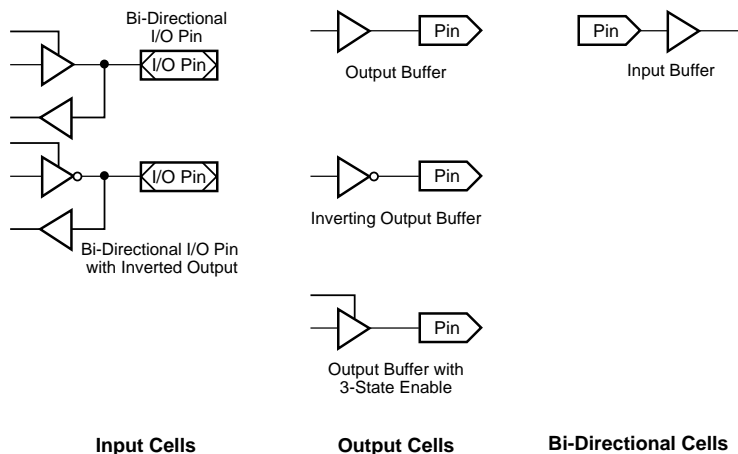 Bi-Directional
I/O Pin
I/O Pin
Pin
Output Buffer
Pin
Input Buffer
I/O Pin
Bi-Directional I/O Pin
with Inverted Output
Pin
Inverting Output Buffer
Pin
Output Buffer with
3-State Enable
Input Cells
Output Cells
Bi-Directional Cells